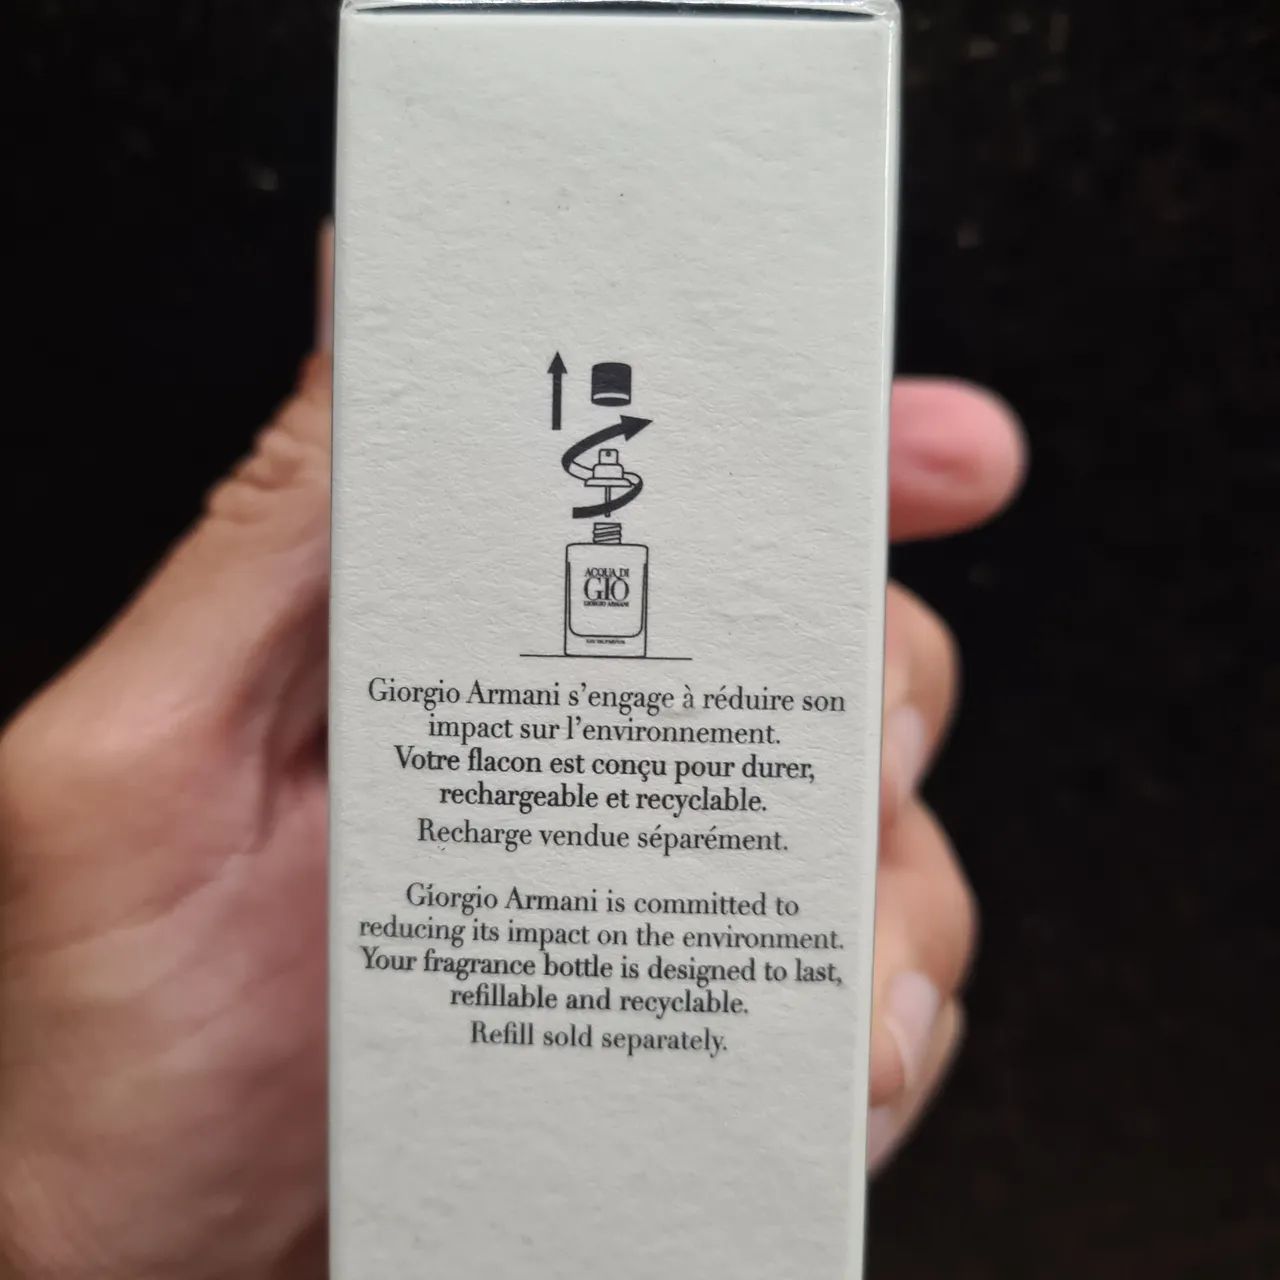 ACQUA DI
GIÒ
GIORGIO ARMANI
Giorgio Armani s'engage à réduire son
impact sur l'environnement.
Votre flacon est conçu pour durer,
rechargeable et recyclable.
Recharge vendue séparément.
Giorgio Armani is committed to
reducing its impact on the environment.
Your fragrance bottle is designed to last,
refillable and recyclable.
Refill sold separately.